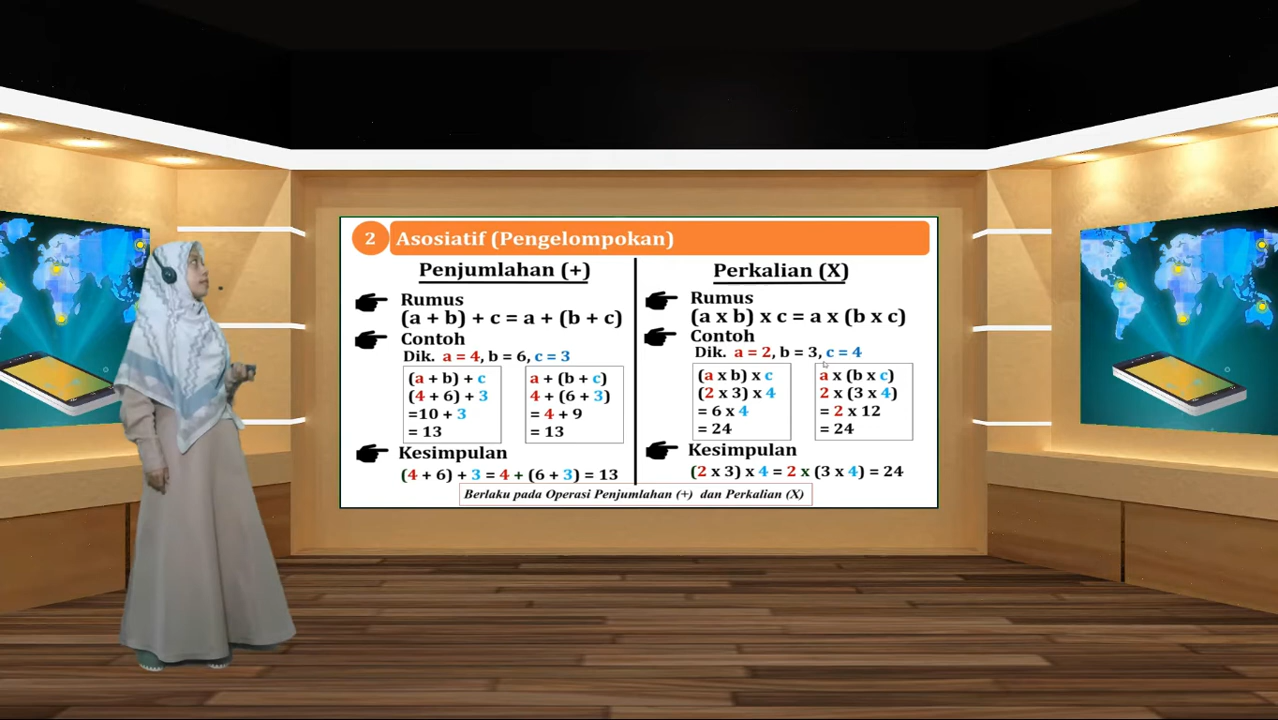 2 Asosiatif (Pengelompokan)
Penjumlahan (+)
Rumus
(a + b) + c = a + (b + c)
Contoh
Dik. a = 4, b = 6, c = 3
(a + b) + c
(4 + 6) + 3
=10 + 3
= 13
a + (b + c)
4 + (6 + 3)
= 4 + 9
= 13
Kesimpulan
(4 + 6) + 3 = 4 + (6 + 3) = 13
Perkalian (X)
Rumus
(a x b) x c = a x (b x c)
Contoh
Dik. a = 2, b = 3, c = 4
(a x b) x c
(2 x 3) x 4
= 6 x 4
= 24
a x (b x c)
2 x (3 x 4)
= 2 x 12
= 24
Kesimpulan
(2 x 3) x 4 = 2 x (3 x 4) = 24
Berlaku pada Operasi Penjumlahan (+) dan Perkalian (X)